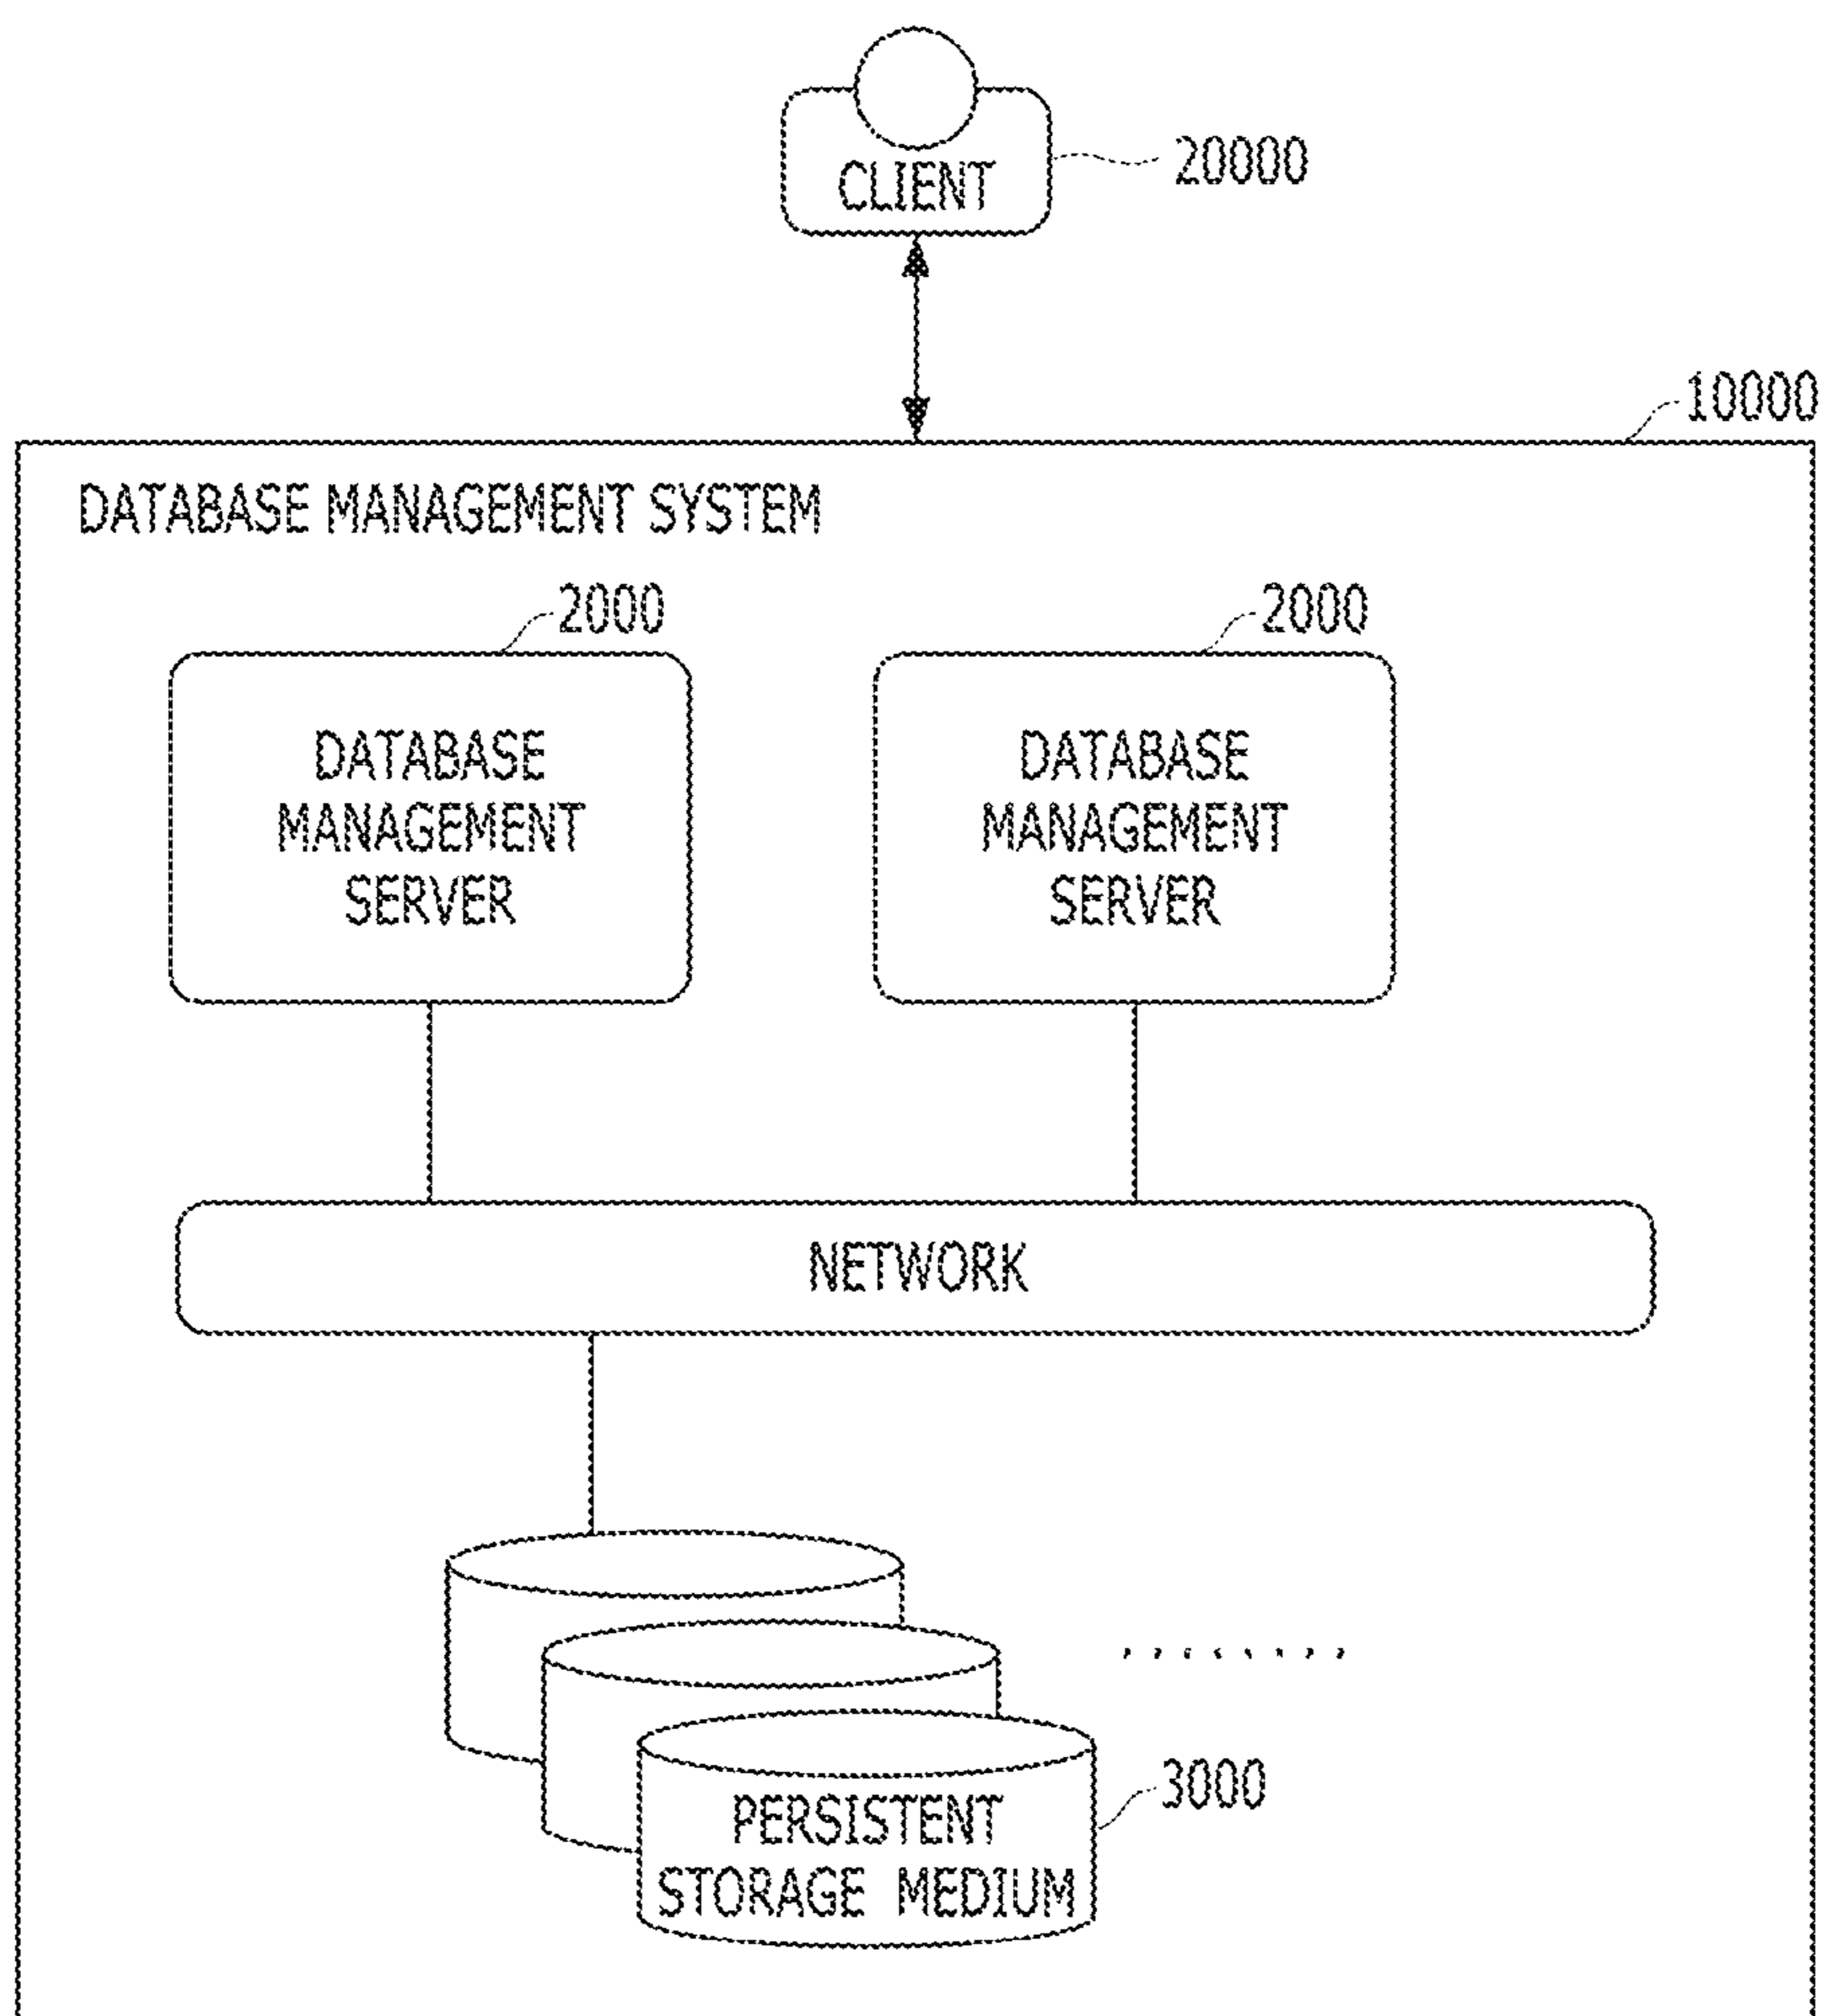 CLIENT
20000
10000
DATABASE MANAGEMENT SYSTEM
2000
2000
DATABASE
MANAGEMENT
SERVER
DATABASE
MANAGEMENT
SERVER
NETWORK
3000
PERSISTENT
STORAGE MEDIUM